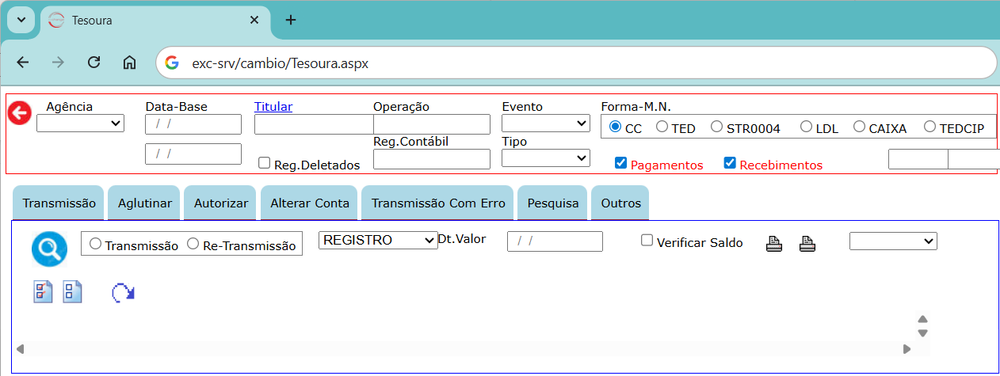 Tesoura
exc-srv/cambio/Tesoura.aspx
Agência Data-Base Titular Operação Evento Forma-M.N.
/ /
CC TED STR0004 LDL CAIXA TEDCIP
Reg.Contábil Tipo
/ /
Reg.Deletados Pagamentos Recebimentos
Transmissão Aglutinar Autorizar Alterar Conta Transmissão Com Erro Pesquisa Outros
Transmissão Re-Transmissão REGISTRO Dt.Valor / / Verificar Saldo